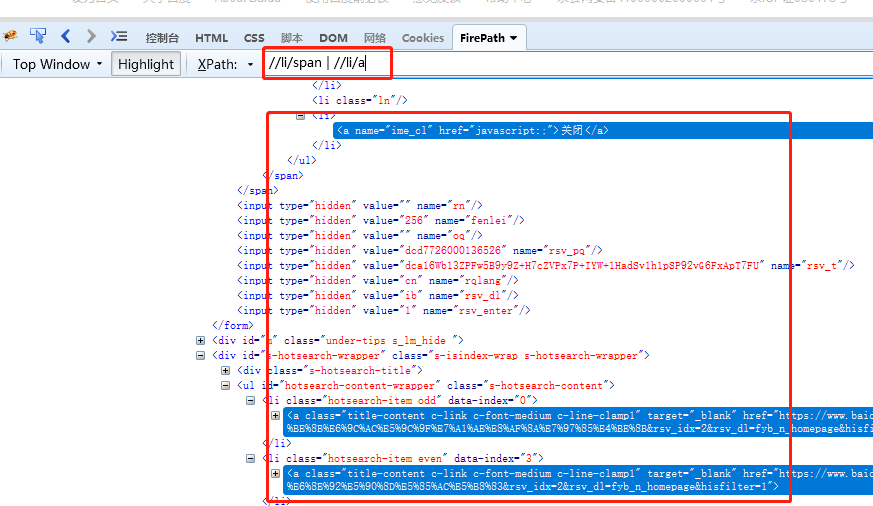 控制台 HTML CSS 脚本 DOM 网络 Cookies FirePath
Top Window Highlight XPath: //li/span | //li/a
</li>
<li class="ln"/>
<li>
<a name="ime_cl" href="javascript:;">关闭</a>
</li>
</ul>
</span>
</span>
<input type="hidden" value="" name="rn"/>
<input type="hidden" value="256" name="fenlei"/>
<input type="hidden" value="" name="oq"/>
<input type="hidden" value="dcd7726000136526" name="rsv_pq"/>
<input type="hidden" value="dca16Wb13ZPFw5B9y9Z+H7cZVPx7P+IYW+1HadSv1h1pSP92vG6FxApT7FU" name="rsv_t"/>
<input type="hidden" value="cn" name="rqlang"/>
<input type="hidden" value="ib" name="rsv_dl"/>
<input type="hidden" value="1" name="rsv_enter"/>
</form>
class="under-tips s_lm_hide ">
<div id="s-hotsearch-wrapper" class="s-isindex-wrap s-hotsearch-wrapper">
<div class="s-hotsearch-title">
<ul id="hotsearch-content-wrapper" class="s-hotsearch-content">
<li class="hotsearch-item odd" data-index="0">
<a class="title-content c-link c-font-medium c-line-clamp1" target="_blank" href="https://www.baid
%BE%8B%E6%9C%AC%E5%9C%9F%E7%A1%AE%E8%AF%8A%E7%97%85%E4%BE%8B&rsv_idx=2&rsv_dl=fyb_n_homepage&hisfi
</li>
<li class="hotsearch-item even" data-index="3">
<a class="title-content c-link c-font-medium c-line-clamp1" target="_blank" href="https://www.baid
%E6%8E%92%E5%90%8D%E5%85%AC%E5%B8%83&rsv_idx=2&rsv_dl=fyb_n_homepage&hisfilter=1">
</li>